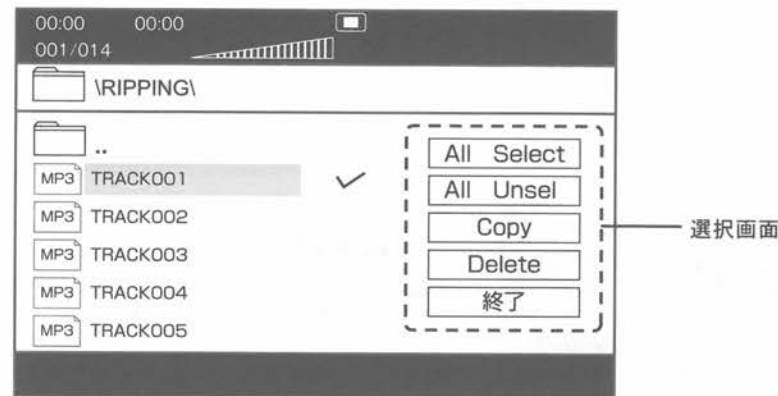 00:00 00:00
001/014
\RIPPING\
..
MP3 TRACK001
MP3 TRACK002
MP3 TRACK003
MP3 TRACK004
MP3 TRACK005
All Select
All Unsel
Copy
Delete
終了
選択画面